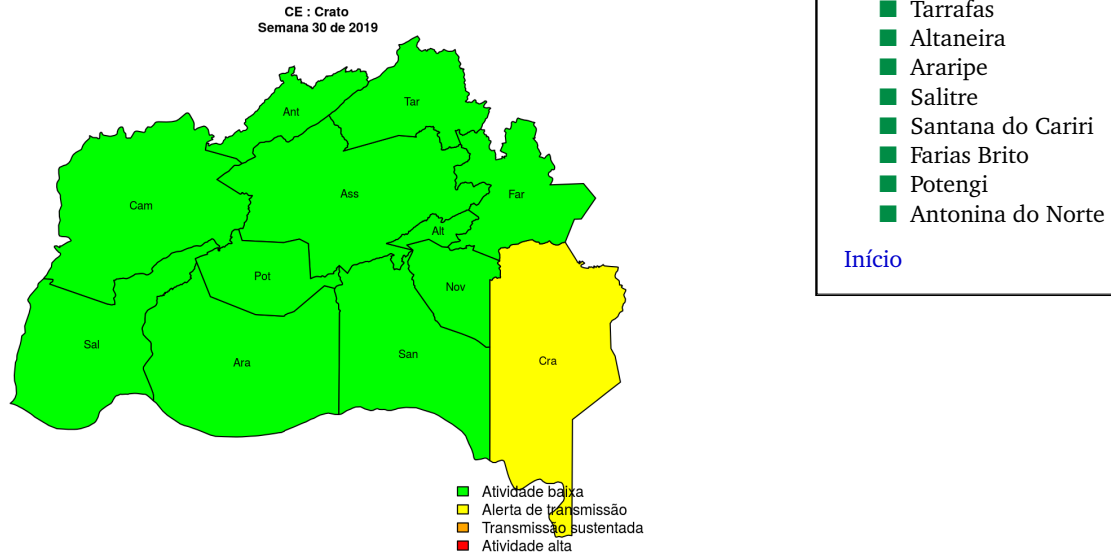 CE : Crato
Semana 30 de 2019
Ant
Tar
Cam
Ass
Far
Alt
Pot
Nov
Sal
Ara
San
Cra
Atividade baixa
Alerta de transmissão
Transmissão sustentada
Atividade alta
Tarrafas
Altaneira
Araripe
Salitre
Santana do Cariri
Farias Brito
Potengi
Antonina do Norte
Início